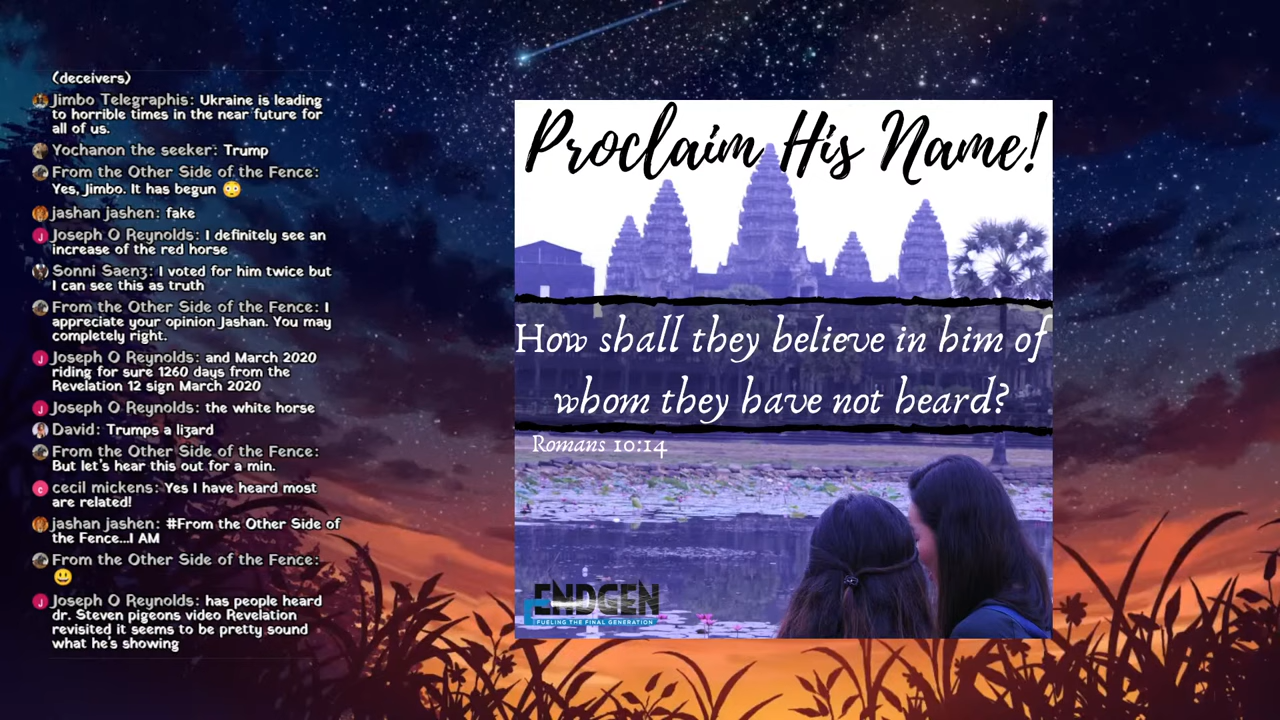 (deceivers)
Jimbo Telegraphis: Ukraine is leading
to horrible times in the near future for
all of us.
Yochanon the seeker: Trump
From the Other Side of the Fence:
Yes, Jimbo. It has begun 😳
jashan jashen: fake
J Joseph O Reynolds: I definitely see an
increase of the red horse
Sonni Saenz: I voted for him twice but
I can see this as truth
From the Other Side of the Fence: I
appreciate your opinion Jashan. You may
completely right.
J Joseph O Reynolds: and March 2020
riding for sure 1260 days from the
Revelation 12 sign March 2020
J Joseph O Reynolds: the white horse
David: Trumps a lizard
From the Other Side of the Fence:
But let's hear this out for a min.
c cecil mickens: Yes I have heard most
are related!
jashan jashen: #From the Other Side of
the Fence...I AM
From the Other Side of the Fence:
😃
J Joseph O Reynolds: has people heard
dr. Steven pigeons video Revelation
revisited it seems to be pretty sound
what he's showing
Proclaim His Name!
How shall they believe in him of
whom they have not heard?
Romans 10:14
ENDGEN
FUELING THE FINAL GENERATION